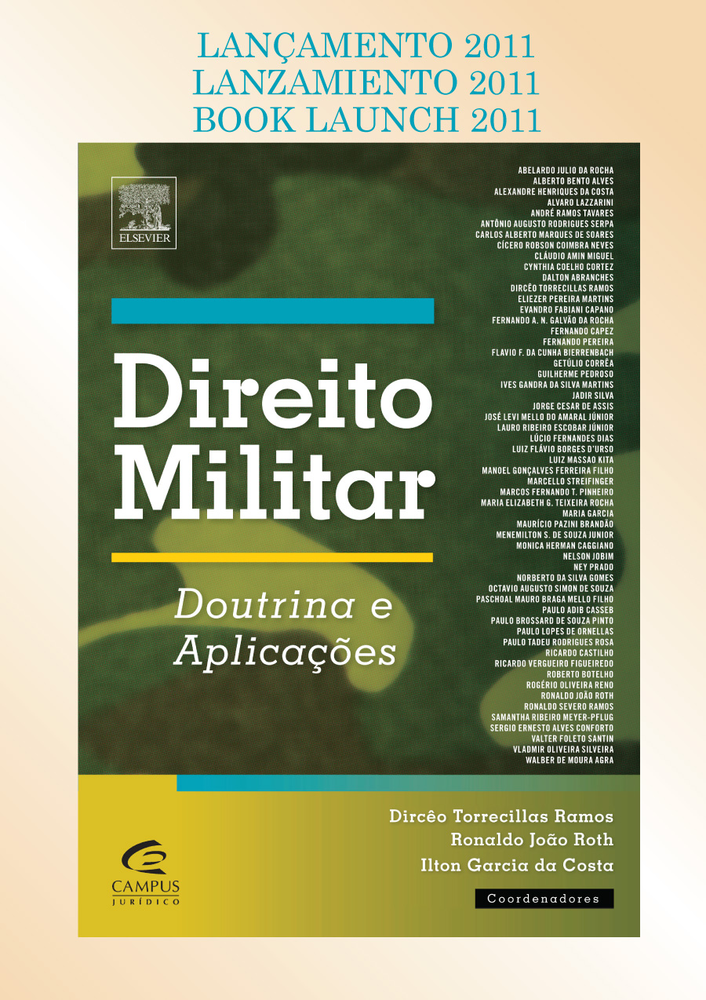 LANÇAMENTO 2011
LANZAMIENTO 2011
BOOK LAUNCH 2011
ELSEVIER
Direito
Militar
Doutrina e
Aplicações
ABELARDO JULIO DA ROCHA
ALBERTO BENTO ALVES
ALEXANDRE HENRIQUES DA COSTA
ALVARO LAZZARINI
ANDRÉ RAMOS TAVARES
ANTÔNIO AUGUSTO RODRIGUES SERPA
CARLOS ALBERTO MARQUES DE SOARES
CÍCERO ROBSON COIMBRA NEVES
CLÁUDIO AMIN MIGUEL
CYNTHIA COELHO CORTEZ
DALTON ABRANCHES
DIRCÊO TORRECILLAS RAMOS
ELIEZER PEREIRA MARTINS
EVANDRO FABIANI CAPANO
FERNANDO A. N. GALVÃO DA ROCHA
FERNANDO CAPEZ
FERNANDO PEREIRA
FLAVIO F. DA CUNHA BIERRENBACH
GETÚLIO CORRÊA
GUILHERME PEDROSO
IVES GANDRA DA SILVA MARTINS
JADIR SILVA
JORGE CESAR DE ASSIS
JOSÉ LEVI MELLO DO AMARAL JÚNIOR
LAURO RIBEIRO ESCOBAR JÚNIOR
LÚCIO FERNANDES DIAS
LUIZ FLÁVIO BORGES D'URSO
LUIZ MASSAO KITA
MANOEL GONÇALVES FERREIRA FILHO
MARCELLO STREIFINGER
MARCOS FERNANDO T. PINHEIRO
MARIA ELIZABETH G. TEIXEIRA ROCHA
MARIA GARCIA
MAURÍCIO PAZINI BRANDÃO
MENEMILTON S. DE SOUZA JUNIOR
MONICA HERMAN CAGGIANO
NELSON JOBIM
NEY PRADO
NORBERTO DA SILVA GOMES
OCTAVIO AUGUSTO SIMON DE SOUZA
PASCHOAL MAURO BRAGA MELLO FILHO
PAULO ADIB CASSEB
PAULO BROSSARD DE SOUZA PINTO
PAULO LOPES DE ORNELLAS
PAULO TADEU RODRIGUES ROSA
RICARDO CASTILHO
RICARDO VERGUEIRO FIGUEIREDO
ROBERTO BOTELHO
ROGÉRIO OLIVEIRA RENO
RONALDO JOÃO ROTH
RONALDO SEVERO RAMOS
SAMANTHA RIBEIRO MEYER-PFLUG
SERGIO ERNESTO ALVES CONFORTO
VALTER FOLETO SANTIN
VLADMIR OLIVEIRA SILVEIRA
WALBER DE MOURA AGRA
Dircêo Torrecillas Ramos
Ronaldo João Roth
Ilton Garcia da Costa
Coordenadores
CAMPUS
JURÍDICO